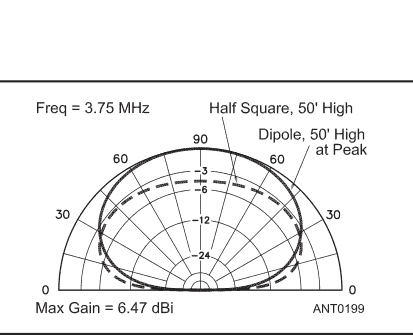 Freq = 3.75 MHz
Half Square, 50' High
Dipole, 50' High
at Peak
90
60
60
−3
−6
30
30
−12
−24
0
0
Max Gain = 6.47 dBi
ANT0199